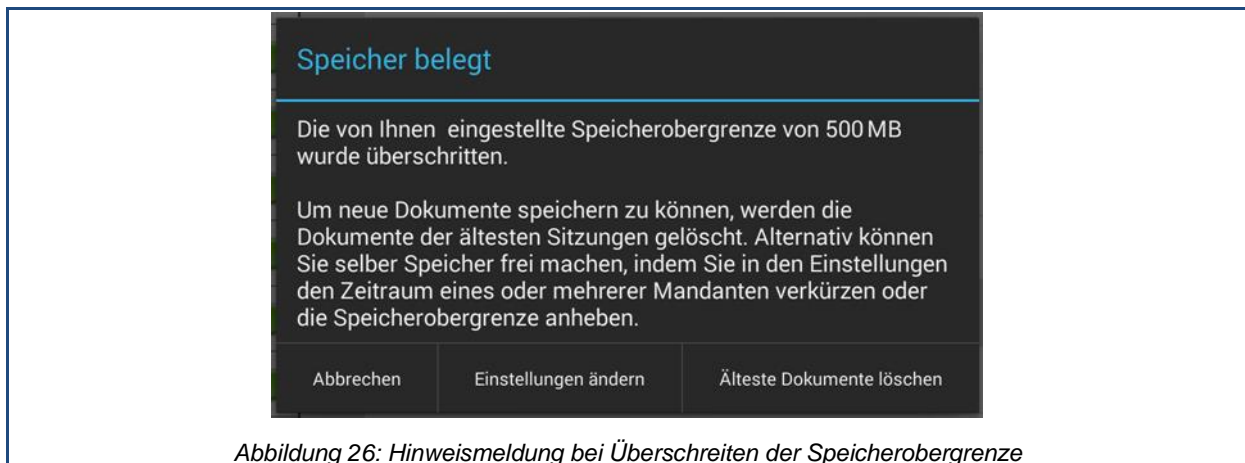 Speicher belegt
Die von Ihnen eingestellte Speicherobergrenze von 500 MB
wurde überschritten.
Um neue Dokumente speichern zu können, werden die
Dokumente der ältesten Sitzungen gelöscht. Alternativ können
Sie selber Speicher frei machen, indem Sie in den Einstellungen
den Zeitraum eines oder mehrerer Mandanten verkürzen oder
die Speicherobergrenze anheben.
Abbrechen Einstellungen ändern Älteste Dokumente löschen
Abbildung 26: Hinweismeldung bei Überschreiten der Speicherobergrenze